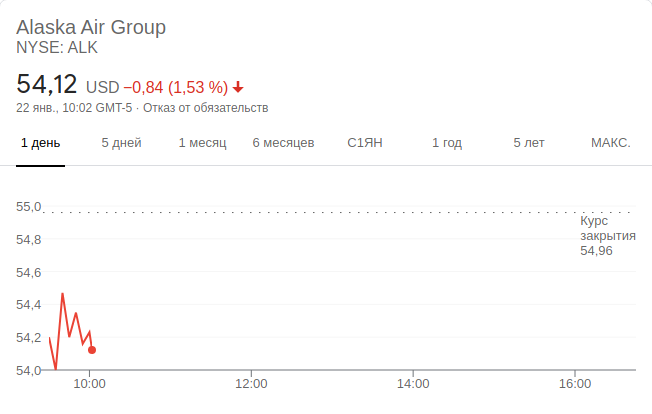 Alaska Air Group
NYSE: ALK
54,12 USD −0,84 (1,53 %)
22 янв., 10:02 GMT-5 · Отказ от обязательств
1 день 5 дней 1 месяц 6 месяцев С1ЯН 1 год 5 лет МАКС.
55,0
Курс
закрытия
54,96
54,8
54,6
54,4
54,2
54,0
10:00 12:00 14:00 16:00